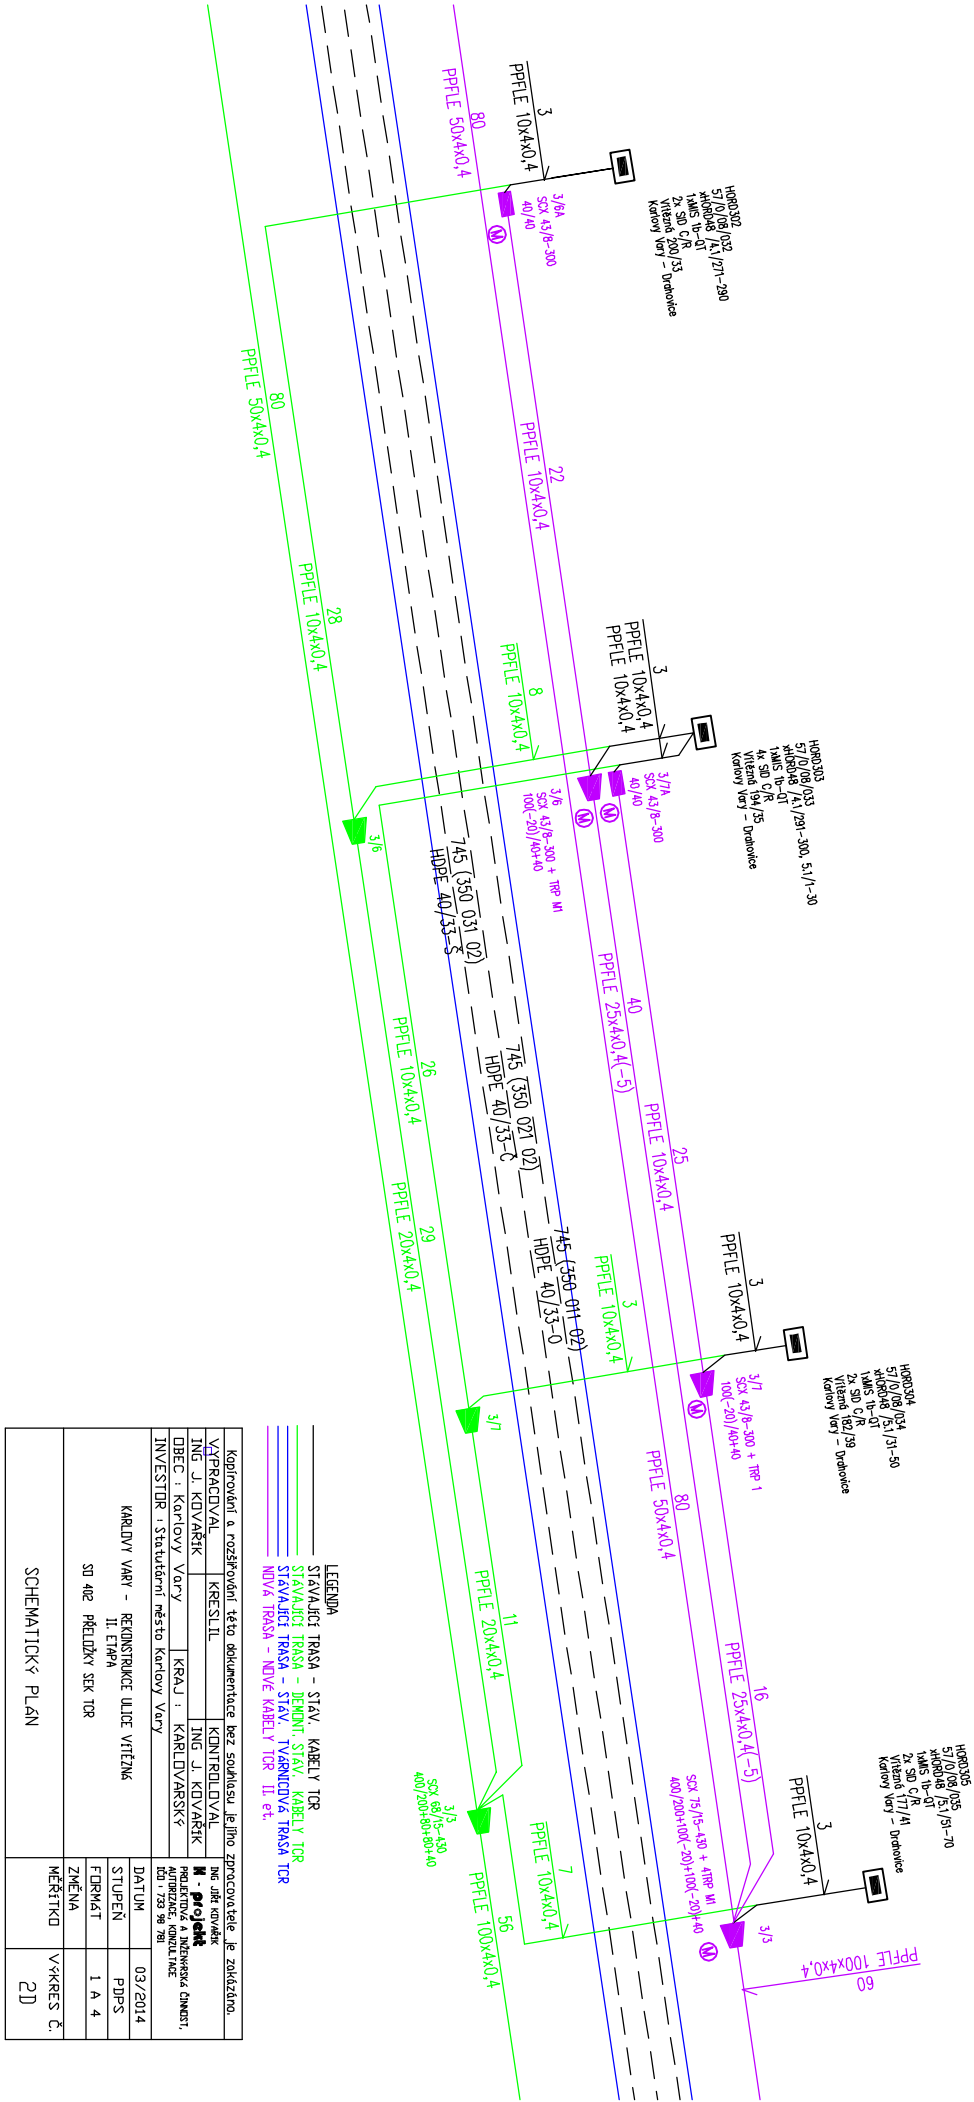 HOR0302
57/0/08/032
xHOR048 /4.1/271-290
1xMIS 1b-QT
2x SID C/R
Vítězná 200/33
Karlovy Vary - Drahovice
3
PPFLE 10x4x0,4
80
PPFLE 50x4x0,4
3/6A
SCX 43/8-300
40/40
M
80
PPFLE 50x4x0,4
22
PPFLE 10x4x0,4
28
PPFLE 10x4x0,4
HOR0303
57/0/08/033
xHOR048 /4.1/291-300, 5.1/1-30
1xMIS 1b-QT
4x SID C/R
Vítězná 194/35
Karlovy Vary - Drahovice
3
PPFLE 10x4x0,4
PPFLE 10x4x0,4
8
PPFLE 10x4x0,4
3/7A
SCX 43/8-300
40/40
M
M
3/6
SCX 43/8-300 + TRP M1
100(-20)/40+40
3/6
745 (350 031 02)
HDPE 40/33-Š
745 (350 021 02)
HDPE 40/33-Č
745 (350 011 02)
HDPE 40/33-O
40
PPFLE 25x4x0,4(-5)
25
PPFLE 10x4x0,4
26
PPFLE 10x4x0,4
29
PPFLE 20x4x0,4
HOR0304
57/0/08/034
xHOR048 /5.1/31-50
1xMIS 1b-QT
2x SID C/R
Vítězná 182/39
Karlovy Vary - Drahovice
3
PPFLE 10x4x0,4
3
PPFLE 10x4x0,4
3/7
SCX 43/8-300 + TRP 1
100(-20)/40+40
M
3/7
80
PPFLE 50x4x0,4
16
PPFLE 25x4x0,4(-5)
11
PPFLE 20x4x0,4
HOR0305
57/0/08/035
xHOR048 /5.1/51-70
1xMIS 1b-QT
2x SID C/R
Vítězná 177/41
Karlovy Vary - Drahovice
3
PPFLE 10x4x0,4
7
PPFLE 10x4x0,4
3/3
SCX 75/15-430 + 4TRP M1
400/200+100(-20)+100(-20)+40
M
3/3
SCX 68/15-430
400/200+80+80+40
56
PPFLE 100x4x0,4
60
PPFLE 100x4x0,4
LEGENDA
STÁVAJÍCÍ TRASA - STÁV. KABELY TCR
STÁVAJÍCÍ TRASA - DEMONT. STÁV. KABELY TCR
STÁVAJÍCÍ TRASA - STÁV. TVÁRNICOVÁ TRASA TCR
NOVÁ TRASA - NOVÉ KABELY TCR II. et.
Kopírování a rozšiřování této dokumentace bez souhlasu jejího zpracovatele je zakázáno.
VYPRACOVAL KRESLIL KONTROLOVAL
ING J. KOVAŘÍK ING J. KOVAŘÍK
OBEC : Karlovy Vary KRAJ : KARLOVARSKÝ
INVESTOR : Statutární město Karlovy Vary
ING JIŘÍ KOVAŘÍK
M - projekt
PROJEKTOVÁ A INŽENÝRSKÁ ČINNOST,
AUTORIZACE, KONZULTACE
IČO : 733 98 781
KARLOVY VARY - REKONSTRUKCE ULICE VÍTĚZNÁ
II. ETAPA
SO 402 PŘELOŽKY SEK TCR
DATUM 03/2014
STUPEŇ PDPS
FORMÁT 1 A 4
ZMĚNA
MĚŘÍTKO VÝKRES Č.
SCHEMATICKÝ PLÁN
2D